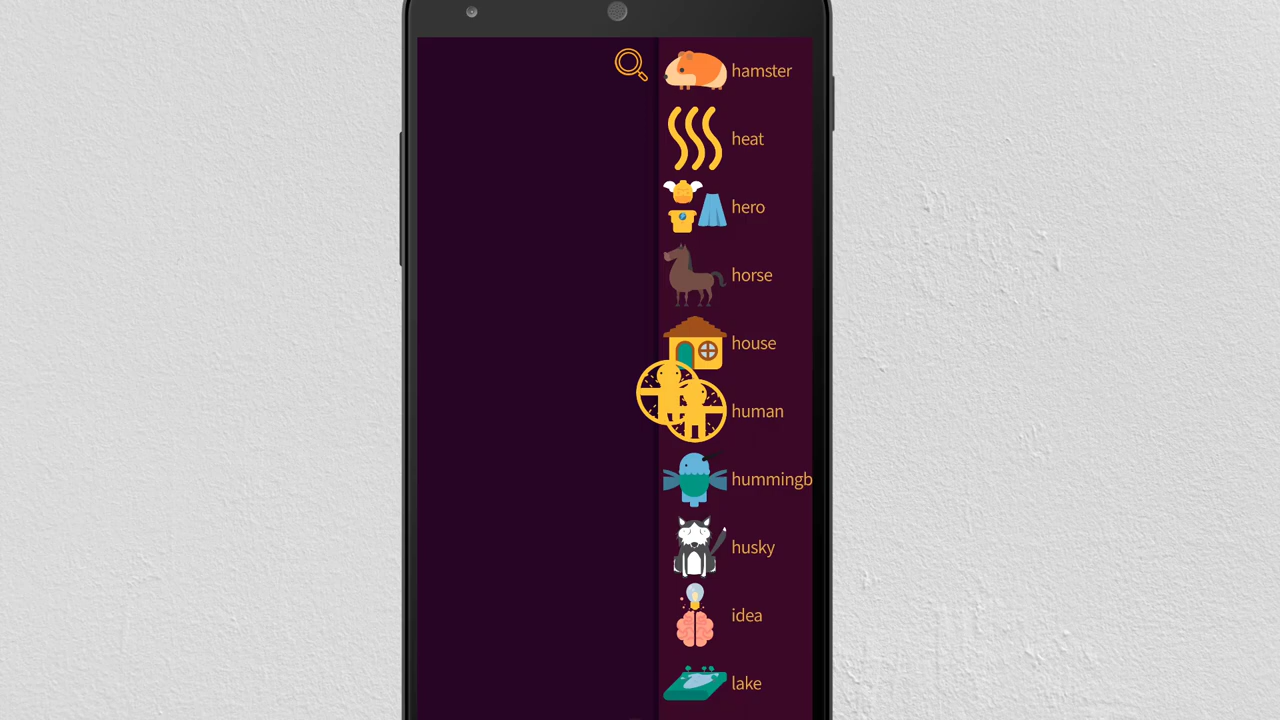 hamster
heat
hero
horse
house
human
hummingb
husky
idea
lake